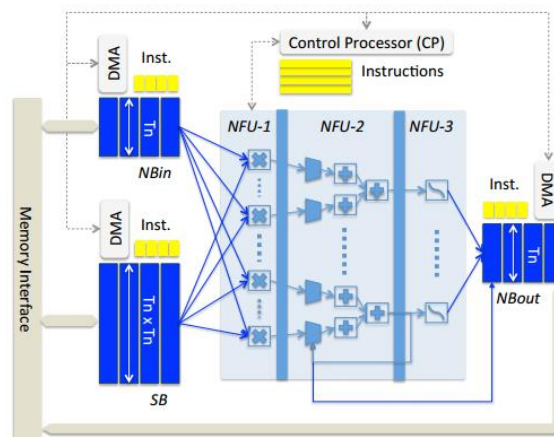 Control Processor (CP)
Instructions
DMA
Inst.
Tn
NBin
NFU-1
NFU-2
NFU-3
Memory Interface
DMA
Inst.
Tn x Tn
SB
Inst.
DMA
Tn
NBout